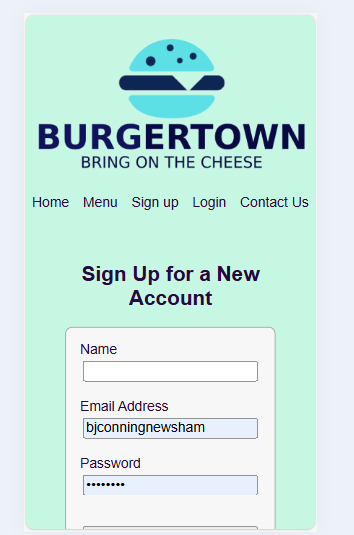 BURGERTOWN
BRING ON THE CHEESE
Home Menu Sign up Login Contact Us
Sign Up for a New
Account
Name
Email Address
bjconningnewsham
Password
••••••••